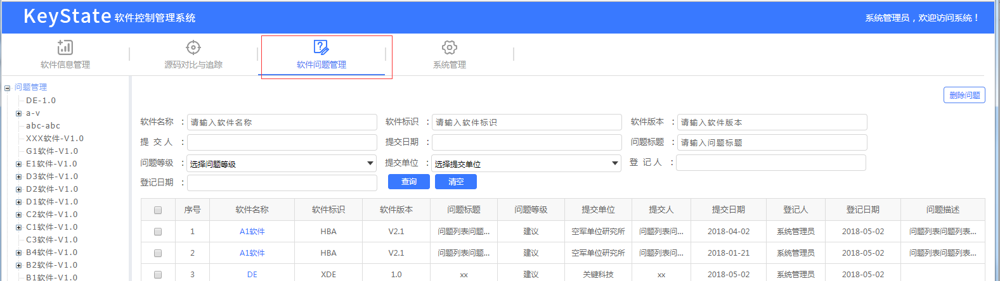 KeyState 软件控制管理系统
系统管理员，欢迎访问系统！
软件信息管理 源码对比与追踪 软件问题管理 系统管理
问题管理
DE-1.0
a-v
abc-abc
XXX软件-V1.0
G1软件-V1.0
E1软件-V1.0
D3软件-V1.0
D2软件-V1.0
D1软件-V1.0
C2软件-V1.0
C1软件-V1.0
C3软件-V1.0
B4软件-V1.0
B2软件-V1.0
B1软件-V1.0
删除问题
软件名称 : 请输入软件名称 软件标识 : 请输入软件标识 软件版本 : 请输入软件版本
提 交 人 : 提交日期 : 问题标题 : 请输入问题标题
问题等级 : 选择问题等级 提交单位 : 选择提交单位 登 记 人 :
登记日期 : 查询 清空
序号 软件名称 软件标识 软件版本 问题标题 问题等级 提交单位 提交人 提交日期 登记人 登记日期 问题描述
1 A1软件 HBA V2.1 问题列表问题... 建议 空军单位研究所 问题列表问... 2018-04-02 系统管理员 2018-05-02 问题列表问题列表...
2 A1软件 HBA V2.1 问题列表问题... 建议 空军单位研究所 问题列表问... 2018-01-21 系统管理员 2018-05-02 问题列表问题列表...
3 DE XDE 1.0 xx 建议 关键科技 xx 2018-05-02 系统管理员 2018-05-02